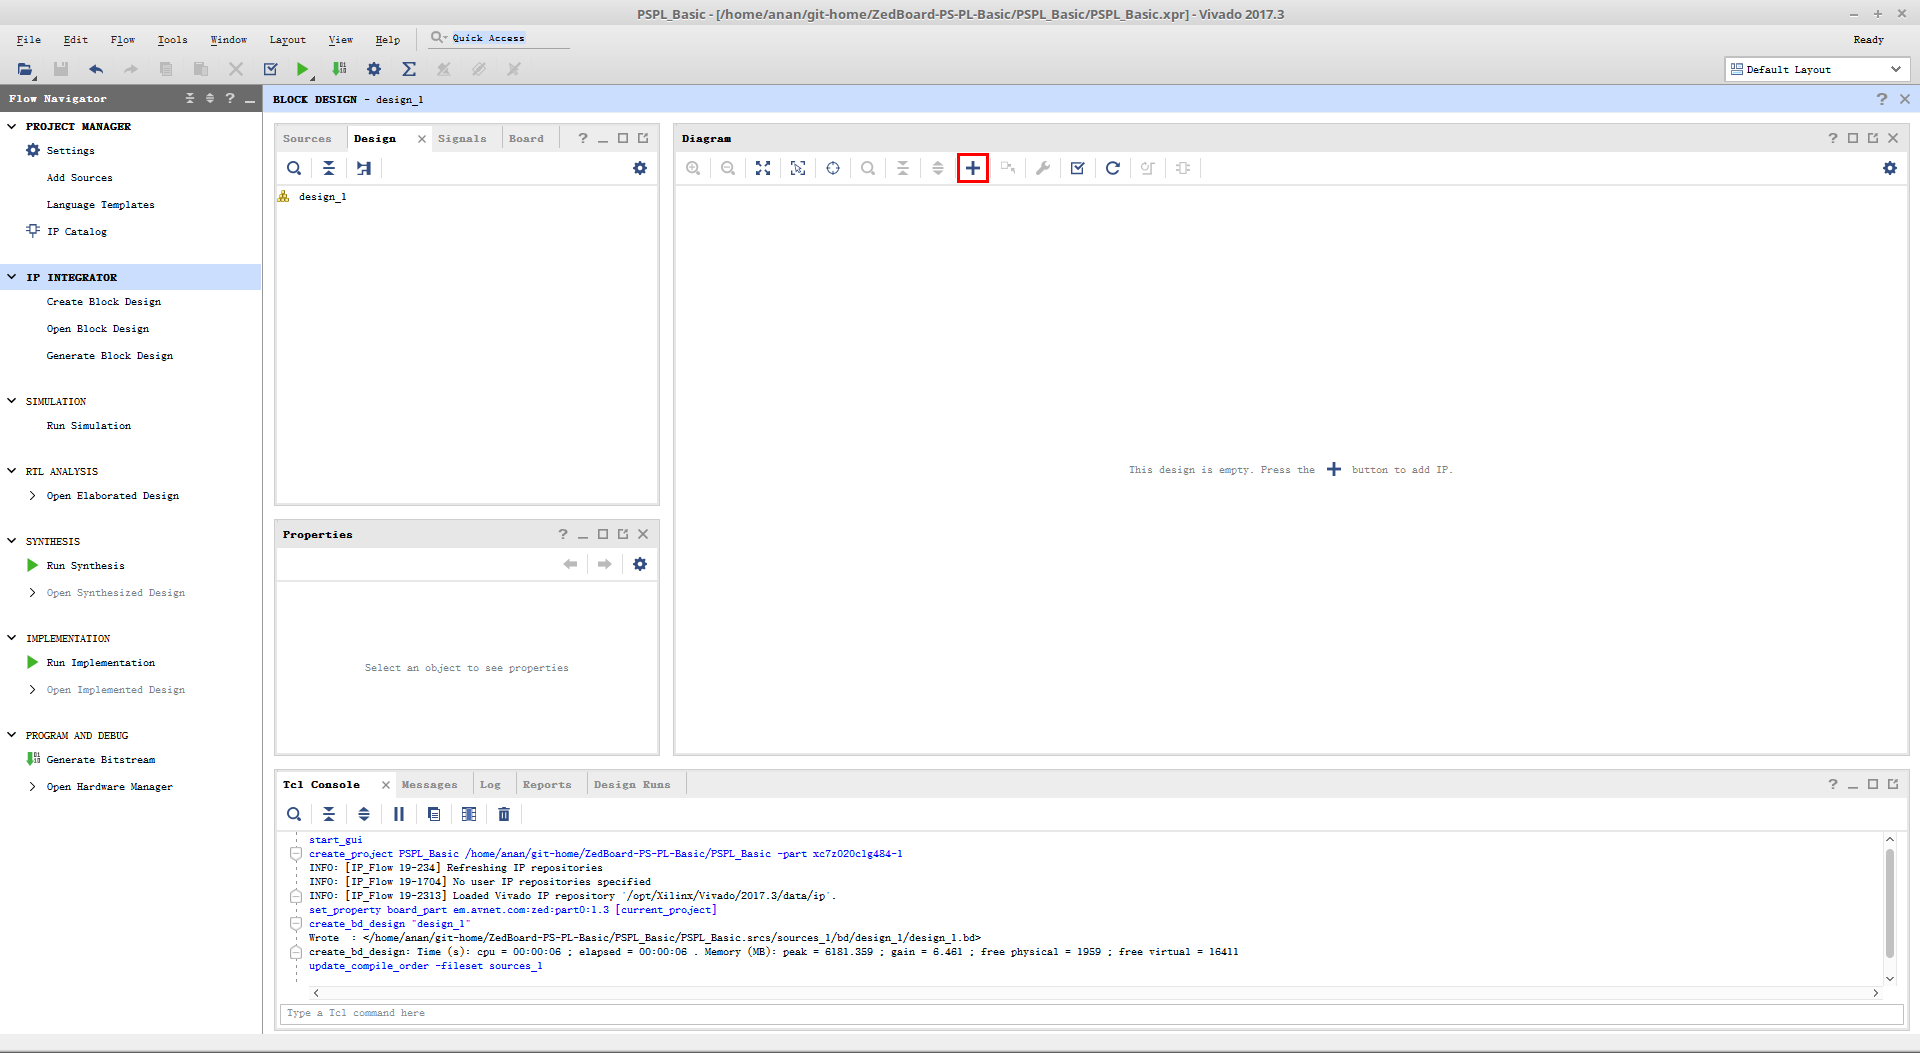 PSPL_Basic - [/home/anan/git-home/ZedBoard-PS-PL-Basic/PSPL_Basic/PSPL_Basic.xpr] - Vivado 2017.3
File Edit Flow Tools Window Layout View Help Quick Access
Ready
Default Layout
Flow Navigator
PROJECT MANAGER
Settings
Add Sources
Language Templates
IP Catalog
IP INTEGRATOR
Create Block Design
Open Block Design
Generate Block Design
SIMULATION
Run Simulation
RTL ANALYSIS
Open Elaborated Design
SYNTHESIS
Run Synthesis
Open Synthesized Design
IMPLEMENTATION
Run Implementation
Open Implemented Design
PROGRAM AND DEBUG
Generate Bitstream
Open Hardware Manager
BLOCK DESIGN - design_1
Sources Design Signals Board
design_1
Properties
Select an object to see properties
Diagram
This design is empty. Press the + button to add IP.
Tcl Console Messages Log Reports Design Runs
start_gui
create_project PSPL_Basic /home/anan/git-home/ZedBoard-PS-PL-Basic/PSPL_Basic -part xc7z020clg484-1
INFO: [IP_Flow 19-234] Refreshing IP repositories
INFO: [IP_Flow 19-1704] No user IP repositories specified
INFO: [IP_Flow 19-2313] Loaded Vivado IP repository '/opt/Xilinx/Vivado/2017.3/data/ip'.
set_property board_part em.avnet.com:zed:part0:1.3 [current_project]
create_bd_design "design_1"
Wrote : </home/anan/git-home/ZedBoard-PS-PL-Basic/PSPL_Basic/PSPL_Basic.srcs/sources_1/bd/design_1/design_1.bd>
create_bd_design: Time (s): cpu = 00:00:06 ; elapsed = 00:00:06 . Memory (MB): peak = 6181.359 ; gain = 6.461 ; free physical = 1959 ; free virtual = 16411
update_compile_order -fileset sources_1
Type a Tcl command here